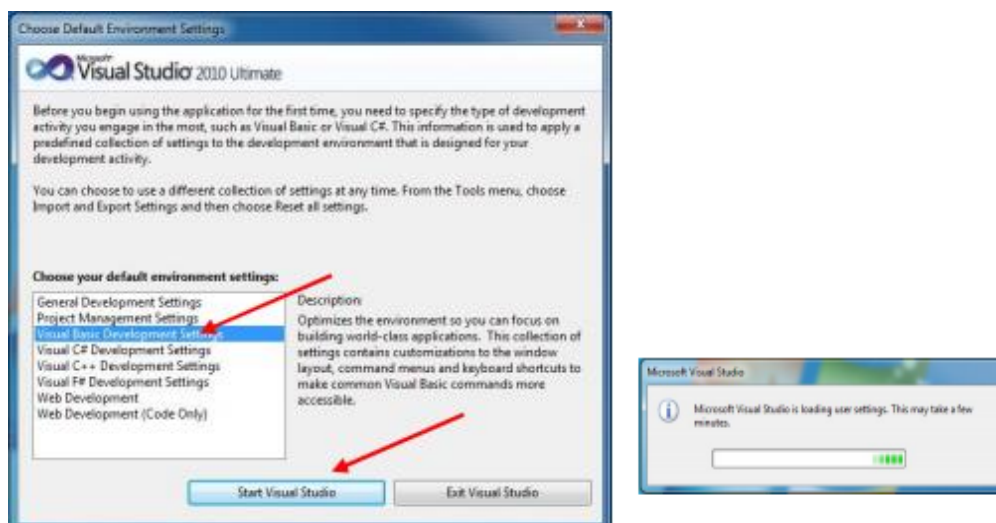 Choose Default Environment Settings
Microsoft
Visual Studio 2010 Ultimate
Before you begin using the application for the first time, you need to specify the type of development
activity you engage in the most, such as Visual Basic or Visual C#. This information is used to apply a
predefined collection of settings to the development environment that is designed for your
development activity.
You can choose to use a different collection of settings at any time. From the Tools menu, choose
Import and Export Settings and then choose Reset all settings.
Choose your default environment settings:
General Development Settings
Project Management Settings
Visual Basic Development Settings
Visual C# Development Settings
Visual C++ Development Settings
Visual F# Development Settings
Web Development
Web Development (Code Only)
Description
Optimizes the environment so you can focus on
building world-class applications. This collection of
settings contains customizations to the window
layout, command menus and keyboard shortcuts to
make common Visual Basic commands more
accessible.
Start Visual Studio
Exit Visual Studio
Microsoft Visual Studio
Microsoft Visual Studio is loading user settings. This may take a few
minutes.